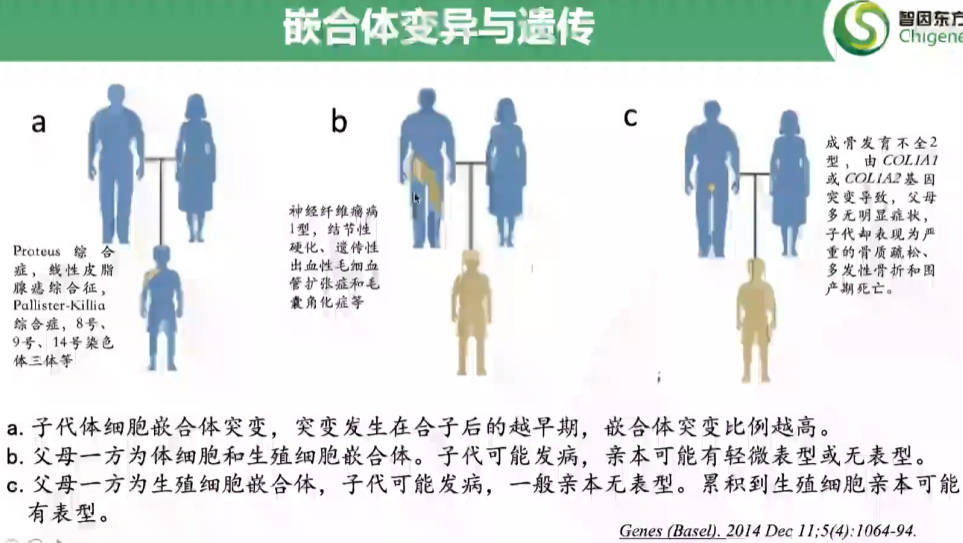 嵌合体变异与遗传
智因东方
Chigene
a
b
c
Proteus 综合
症，线性皮脂
腺痣综合征，
Pallister-Killia
综合症，8号、
9号、14号染色
体三体等
神经纤维瘤病
1型，结节性
硬化、遗传性
出血性毛细血
管扩张症和毛
囊角化症等
成骨发育不全2
型，由COL1A1
或COL1A2基因
突变导致，父母
多无明显症状，
子代却表现为严
重的骨质疏松、
多发性骨折和围
产期死亡。
a. 子代体细胞嵌合体突变，突变发生在合子后的越早期，嵌合体突变比例越高。
b. 父母一方为体细胞和生殖细胞嵌合体。子代可能发病，亲本可能有轻微表型或无表型。
c. 父母一方为生殖细胞嵌合体，子代可能发病，一般亲本无表型。累积到生殖细胞亲本可能
有表型。
Genes (Basel). 2014 Dec 11;5(4):1064-94.